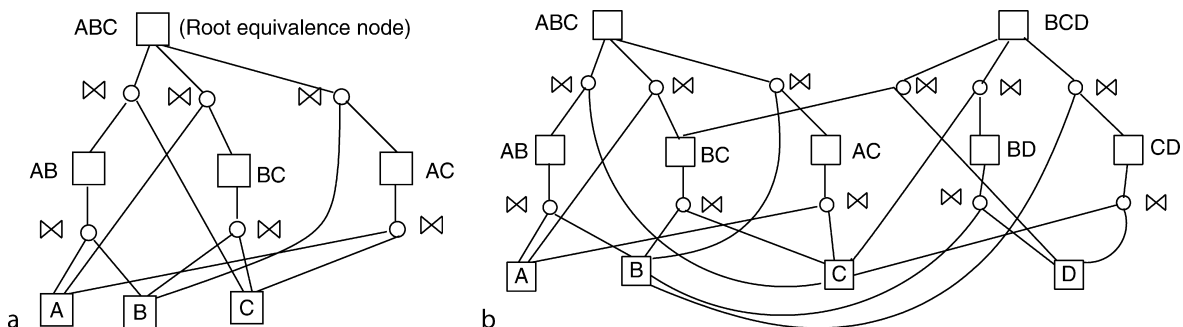 ABC (Root equivalence node)
⋈ ⋈ ⋈
AB BC AC
⋈ ⋈ ⋈
A B C
a
ABC BCD
⋈ ⋈ ⋈ ⋈ ⋈ ⋈
AB BC AC BD CD
⋈ ⋈ ⋈ ⋈ ⋈
A B C D
b